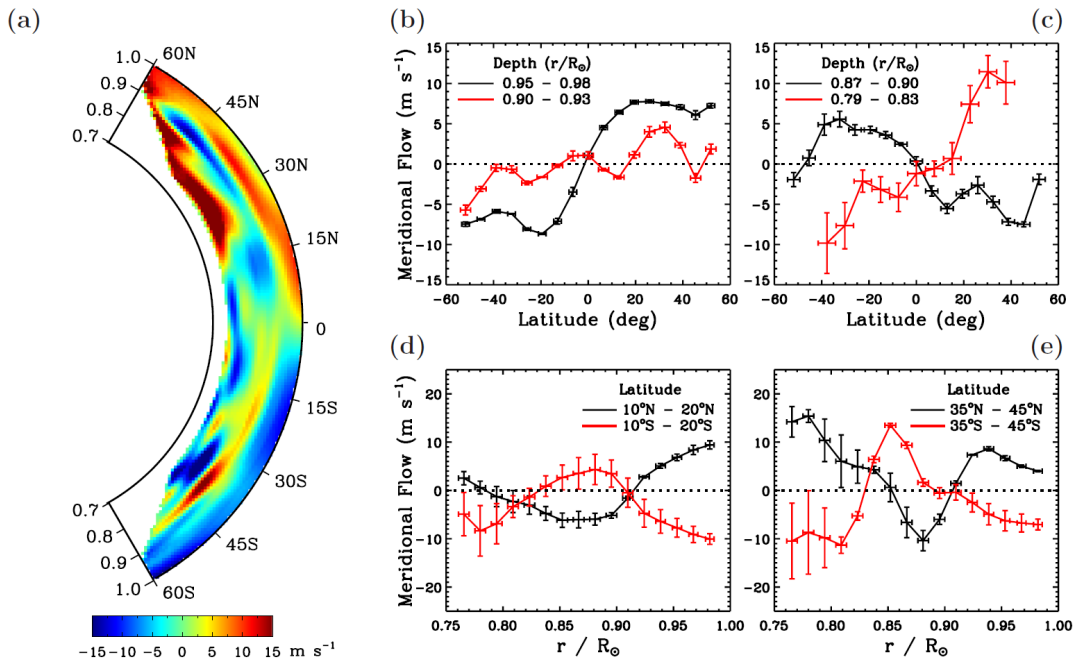 (a)
1.0
60N
0.9
0.8
45N
0.7
30N
15N
0
15S
30S
0.7
0.8
45S
0.9
1.0
60S
-15 -10 -5 0 5 10 15 m s⁻¹
(b)
Meridional Flow (m s⁻¹)
15
10
5
0
-5
-10
-15
Depth (r/R⊙)
0.95 - 0.98
0.90 - 0.93
-60 -40 -20 0 20 40 60
Latitude (deg)
(c)
15
10
5
0
-5
-10
-15
Depth (r/R⊙)
0.87 - 0.90
0.79 - 0.83
-60 -40 -20 0 20 40 60
Latitude (deg)
(d)
Meridional Flow (m s⁻¹)
20
10
0
-10
-20
Latitude
10°N - 20°N
10°S - 20°S
0.75 0.80 0.85 0.90 0.95 1.00
r / R⊙
(e)
20
10
0
-10
-20
Latitude
35°N - 45°N
35°S - 45°S
0.75 0.80 0.85 0.90 0.95 1.00
r / R⊙